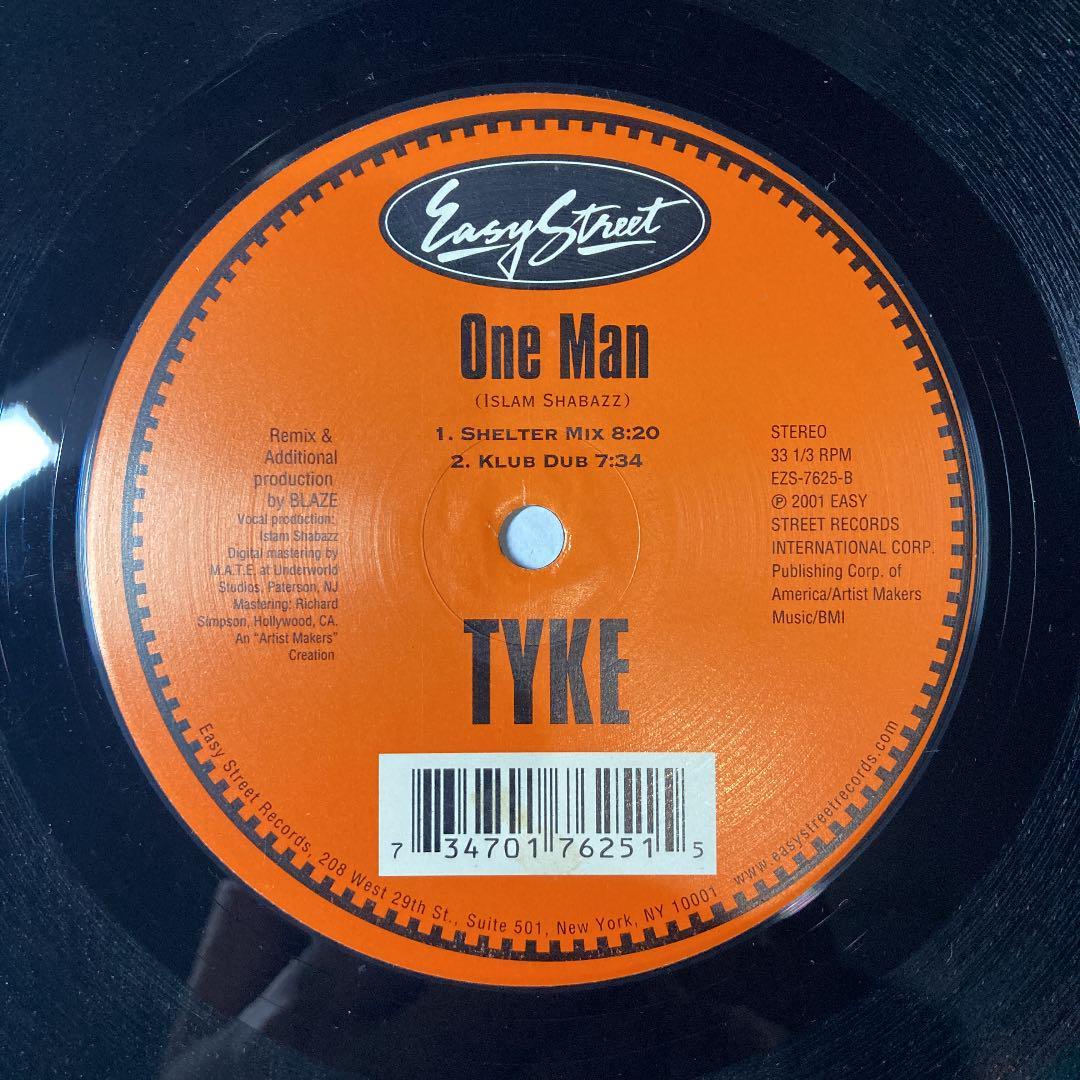 Easy Street
One Man
(Islam Shabazz)
1. Shelter Mix 8:20
2. Klub Dub 7:34
Remix &
Additional
production
by BLAZE
Vocal production:
Islam Shabazz
Digital mastering by
M.A.T.E. at Underworld
Studios, Paterson, NJ
Mastering: Richard
Simpson, Hollywood, CA.
An “Artist Makers”
Creation
STEREO
33 1/3 RPM
EZS-7625-B
℗ 2001 EASY
STREET RECORDS
INTERNATIONAL CORP.
Publishing Corp. of
America/Artist Makers
Music/BMI
TYKE
7 34701 76251 5
Easy Street Records, 208 West 29th St., Suite 501, New York, NY 10001 www.easystreetrecords.com